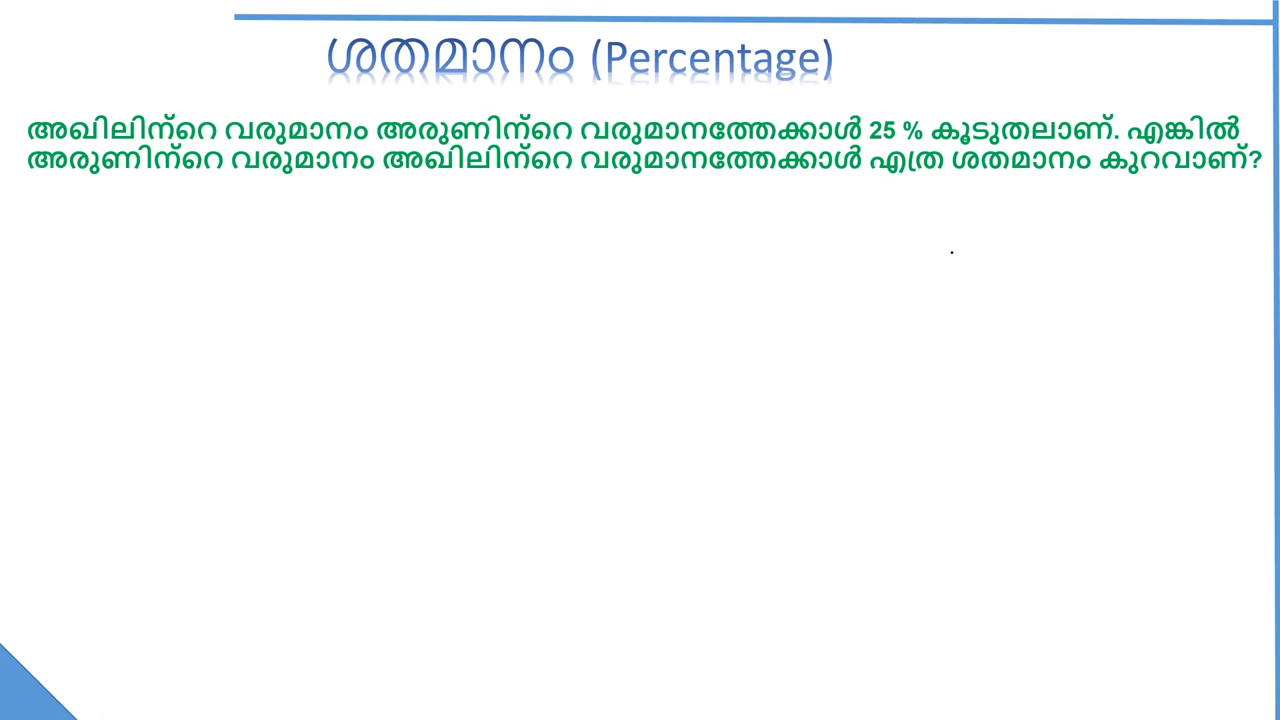 ശതമാനം (Percentage)
അഖിലിന്റെ വരുമാനം അരുണിന്റെ വരുമാനത്തേക്കാൾ 25 % കൂടുതലാണ്. എങ്കിൽ
അരുണിന്റെ വരുമാനം അഖിലിന്റെ വരുമാനത്തേക്കാൾ എത്ര ശതമാനം കുറവാണ്?